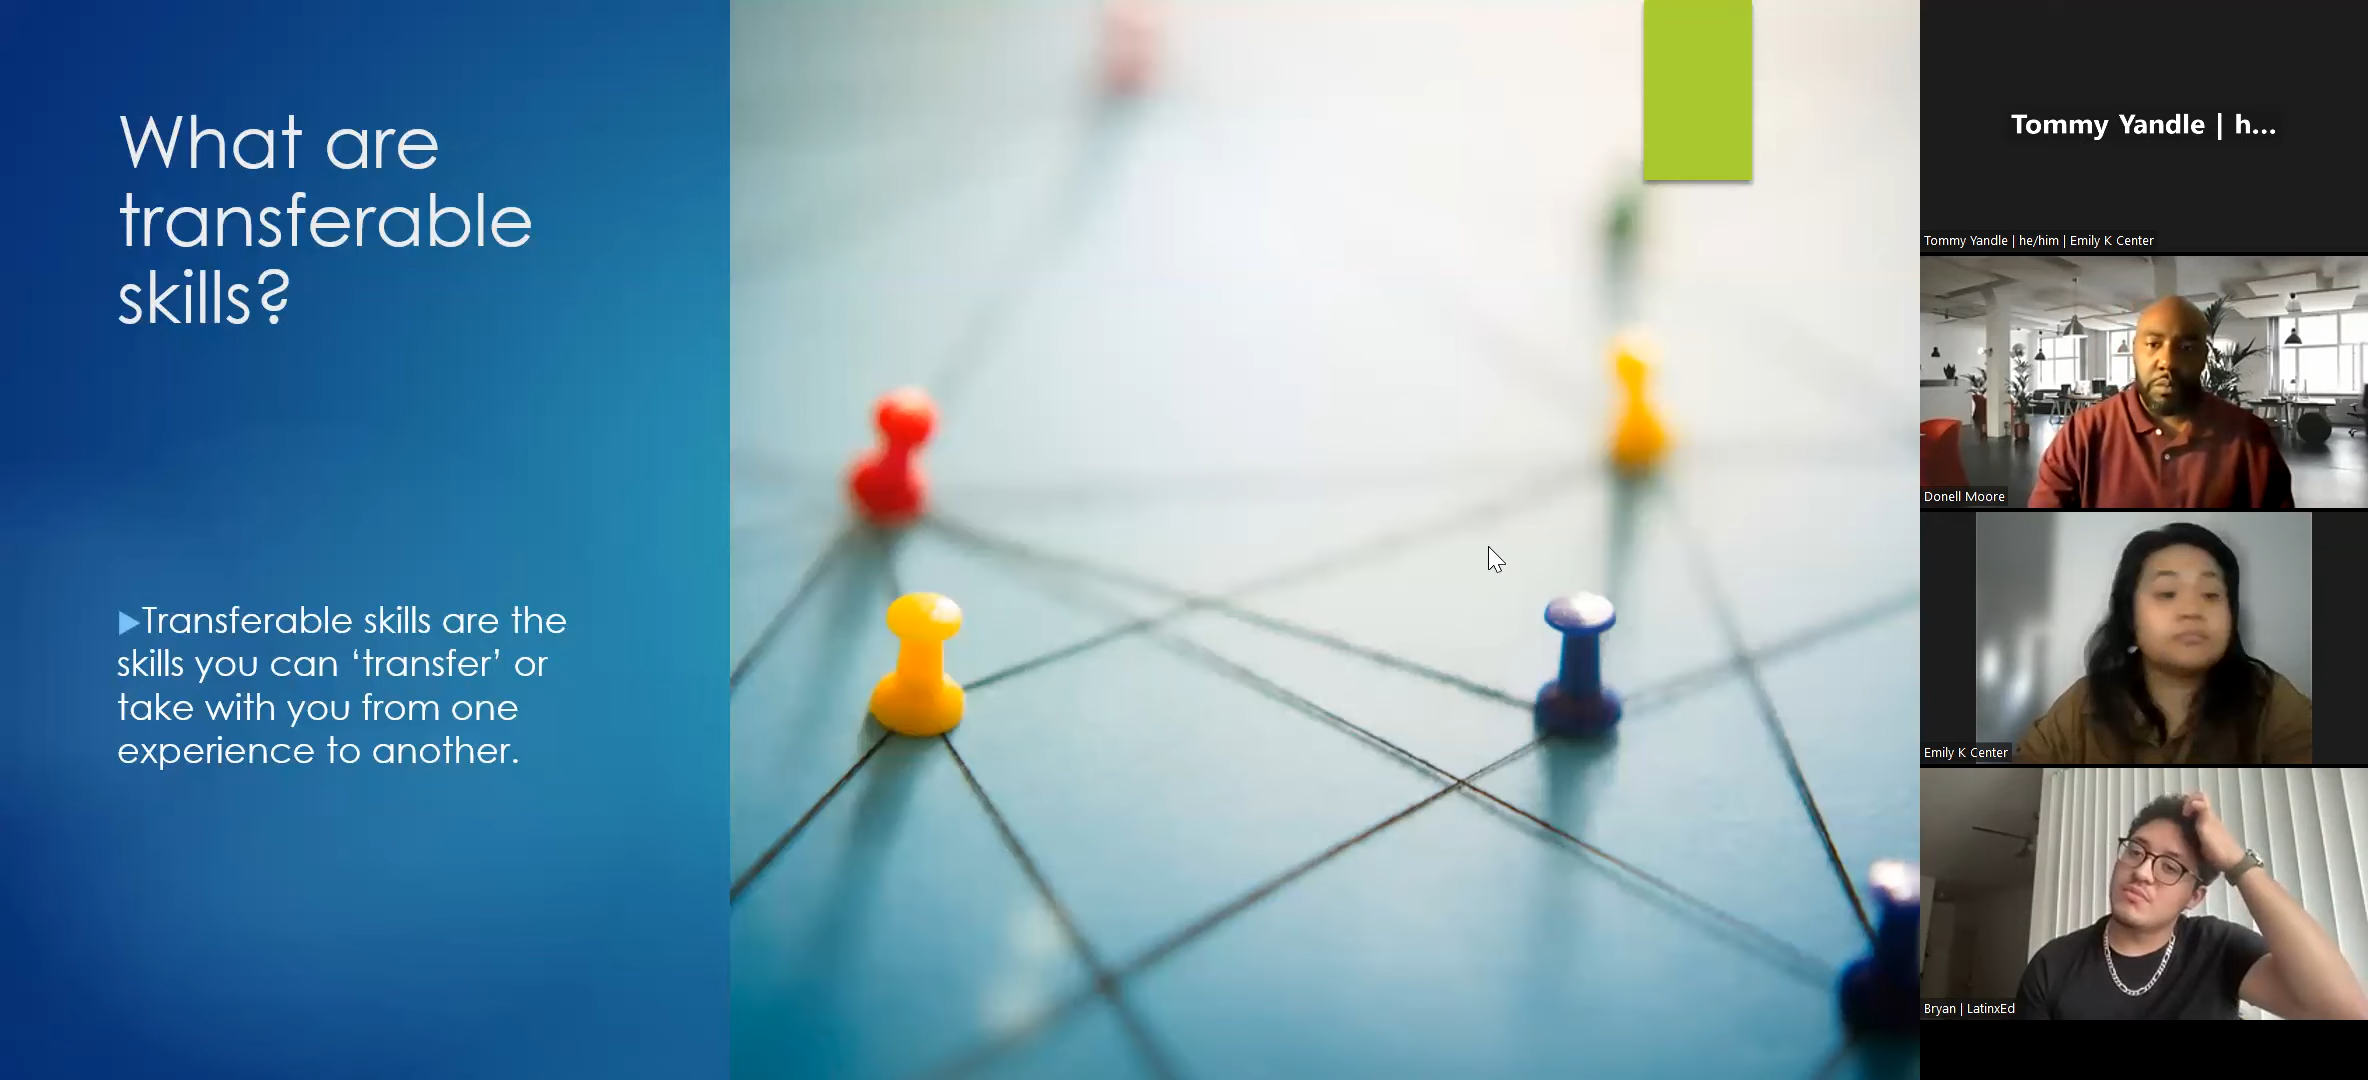 What are
transferable
skills?
▶Transferable skills are the
skills you can ‘transfer’ or
take with you from one
experience to another.
Tommy Yandle | h...
Tommy Yandle | he/him | Emily K Center
Donell Moore
Emily K Center
Bryan | LatinxEd